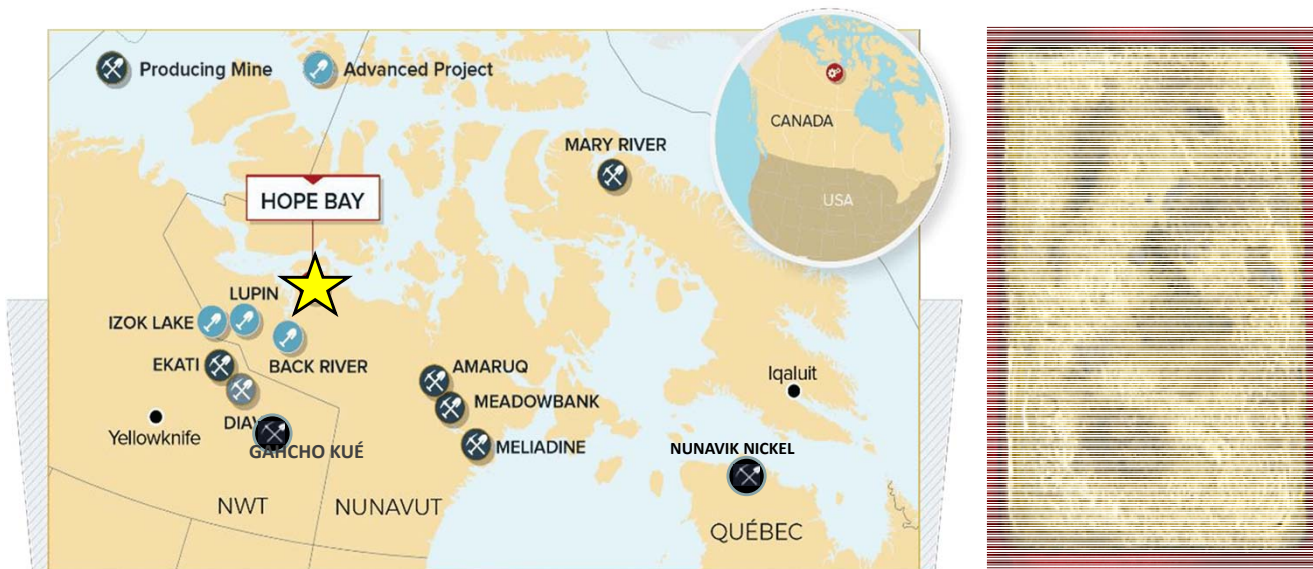 Producing Mine
Advanced Project
CANADA
USA
MARY RIVER
HOPE BAY
LUPIN
IZOK LAKE
BACK RIVER
EKATI
AMARUQ
MEADOWBANK
MELIADINE
Iqaluit
Yellowknife
DIAV
GAHCHO KUÉ
NUNAVIK NICKEL
NWT
NUNAVUT
QUÉBEC